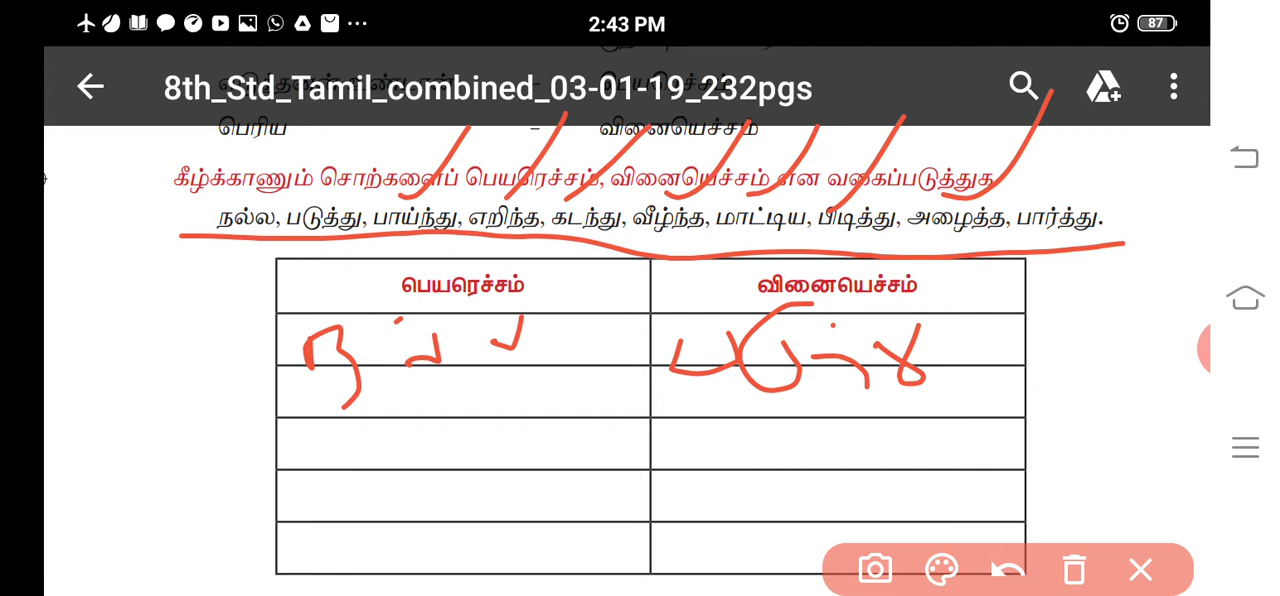 2:43 PM
87
8th_Std_Tamil_combined_03-01-19_232pgs
பெரிய – வினையெச்சம்
கீழ்க்காணும் சொற்களைப் பெயரெச்சம், வினையெச்சம் என வகைப்படுத்துக
நல்ல, படுத்து, பாய்ந்து, எறிந்த, கடந்து, வீழ்ந்த, மாட்டிய, பிடித்து, அழைத்த, பார்த்து.
பெயரெச்சம் வினையெச்சம்
நல்ல